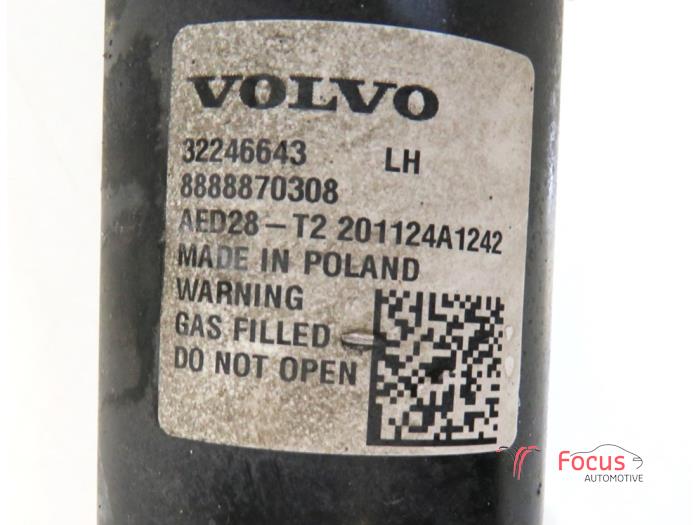 VOLVO
32246643 LH
8888870308
AED28-T2 201124A1242
MADE IN POLAND
WARNING
GAS FILLED
DO NOT OPEN
Focus
AUTOMOTIVE